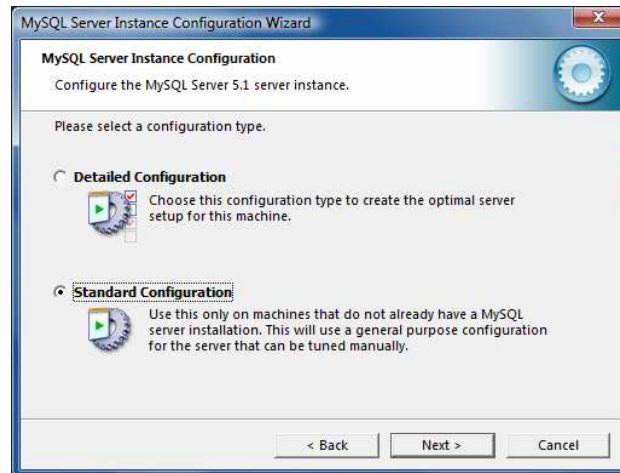 MySQL Server Instance Configuration Wizard
MySQL Server Instance Configuration
Configure the MySQL Server 5.1 server instance.
Please select a configuration type.
Detailed Configuration
Choose this configuration type to create the optimal server
setup for this machine.
Standard Configuration
Use this only on machines that do not already have a MySQL
server installation. This will use a general purpose configuration
for the server that can be tuned manually.
< Back Next > Cancel